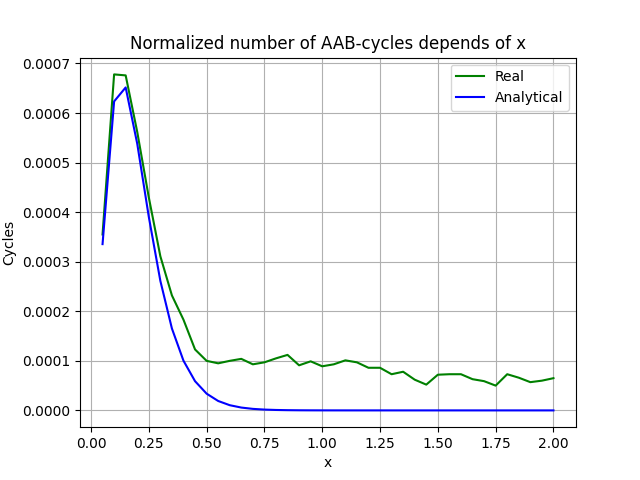 Normalized number of AAB-cycles depends of x
0.0007
0.0006
0.0005
0.0004
0.0003
0.0002
0.0001
0.0000
Cycles
Real
Analytical
0.00 0.25 0.50 0.75 1.00 1.25 1.50 1.75 2.00
x